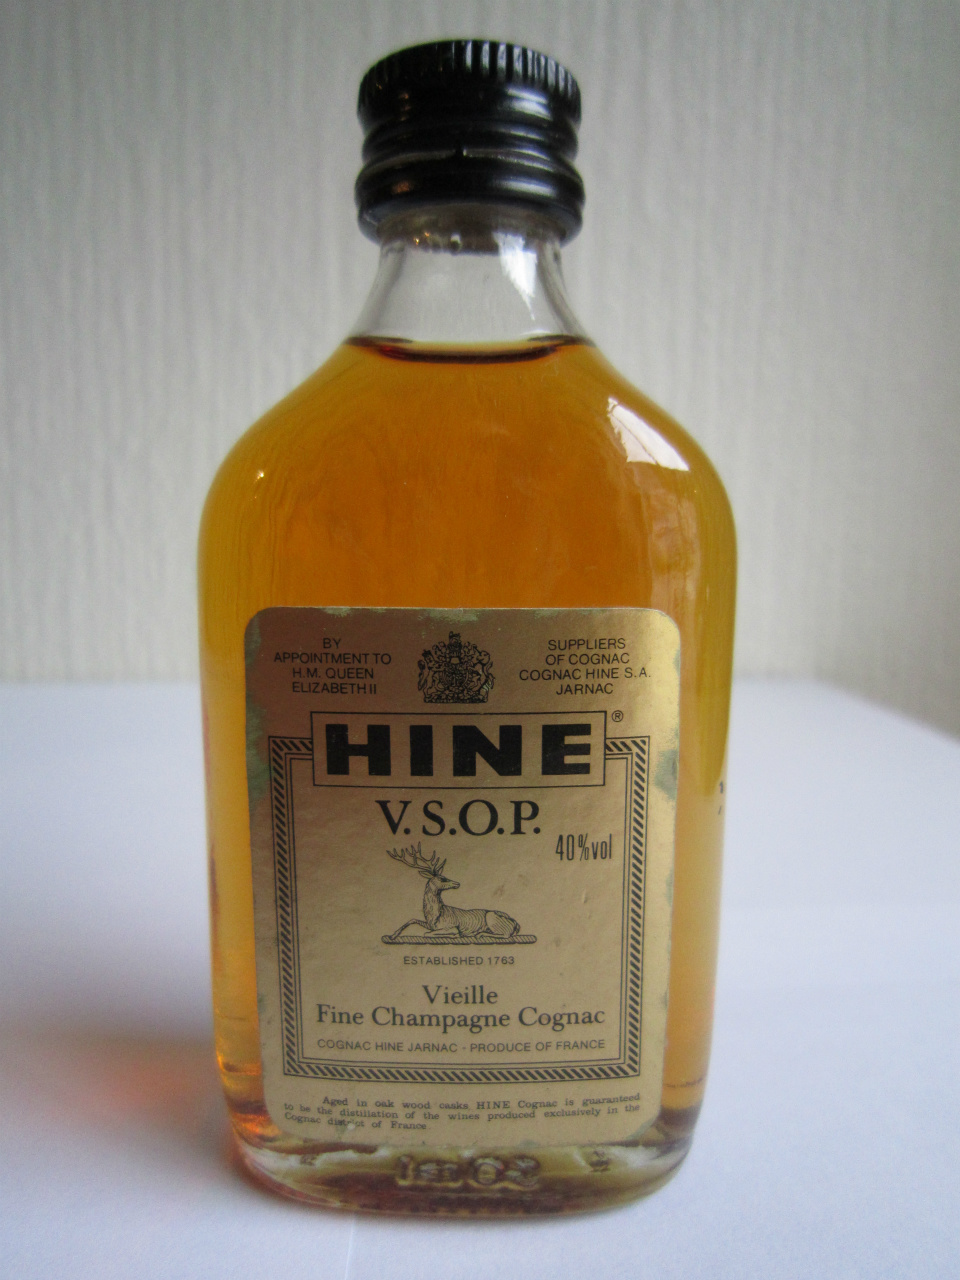 BY
APPOINTMENT TO
H.M. QUEEN
ELIZABETH II
SUPPLIERS
OF COGNAC
COGNAC HINE S.A.
JARNAC
HINE®
V.S.O.P.
40%vol
ESTABLISHED 1763
Vieille
Fine Champagne Cognac
COGNAC HINE JARNAC - PRODUCE OF FRANCE
Aged in oak wood casks HINE Cognac is guaranteed
to be the distillation of the wines produced exclusively in the
Cognac district of France.